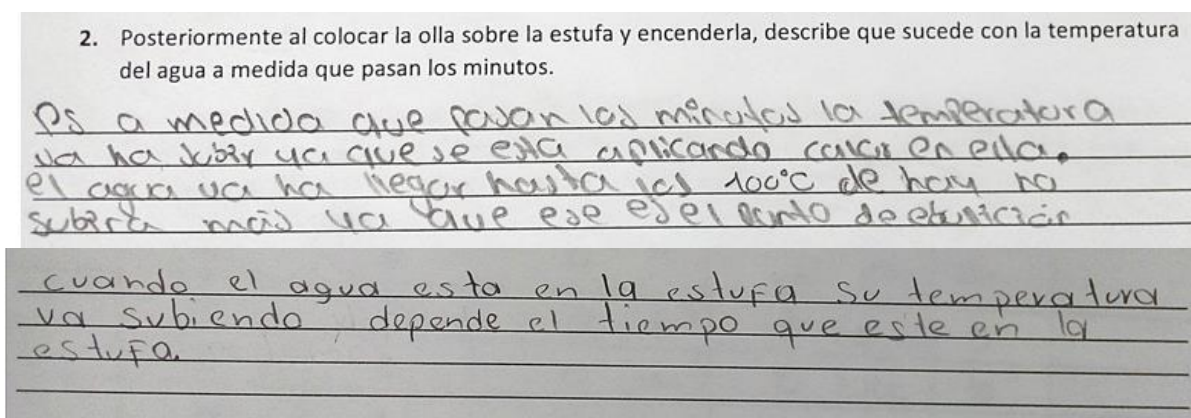 2. Posteriormente al colocar la olla sobre la estufa y encenderla, describe que sucede con la temperatura
del agua a medida que pasan los minutos.
Ps a medida que pasan los minutos la temperatura
va ha subir ya que se esta aplicando calor en ella.
el agua va ha llegar hasta los 100°C de hay no
subira más ya que ese es el punto de ebullición
cuando el agua esta en la estufa su temperatura
va subiendo, depende el tiempo que este en la
estufa.